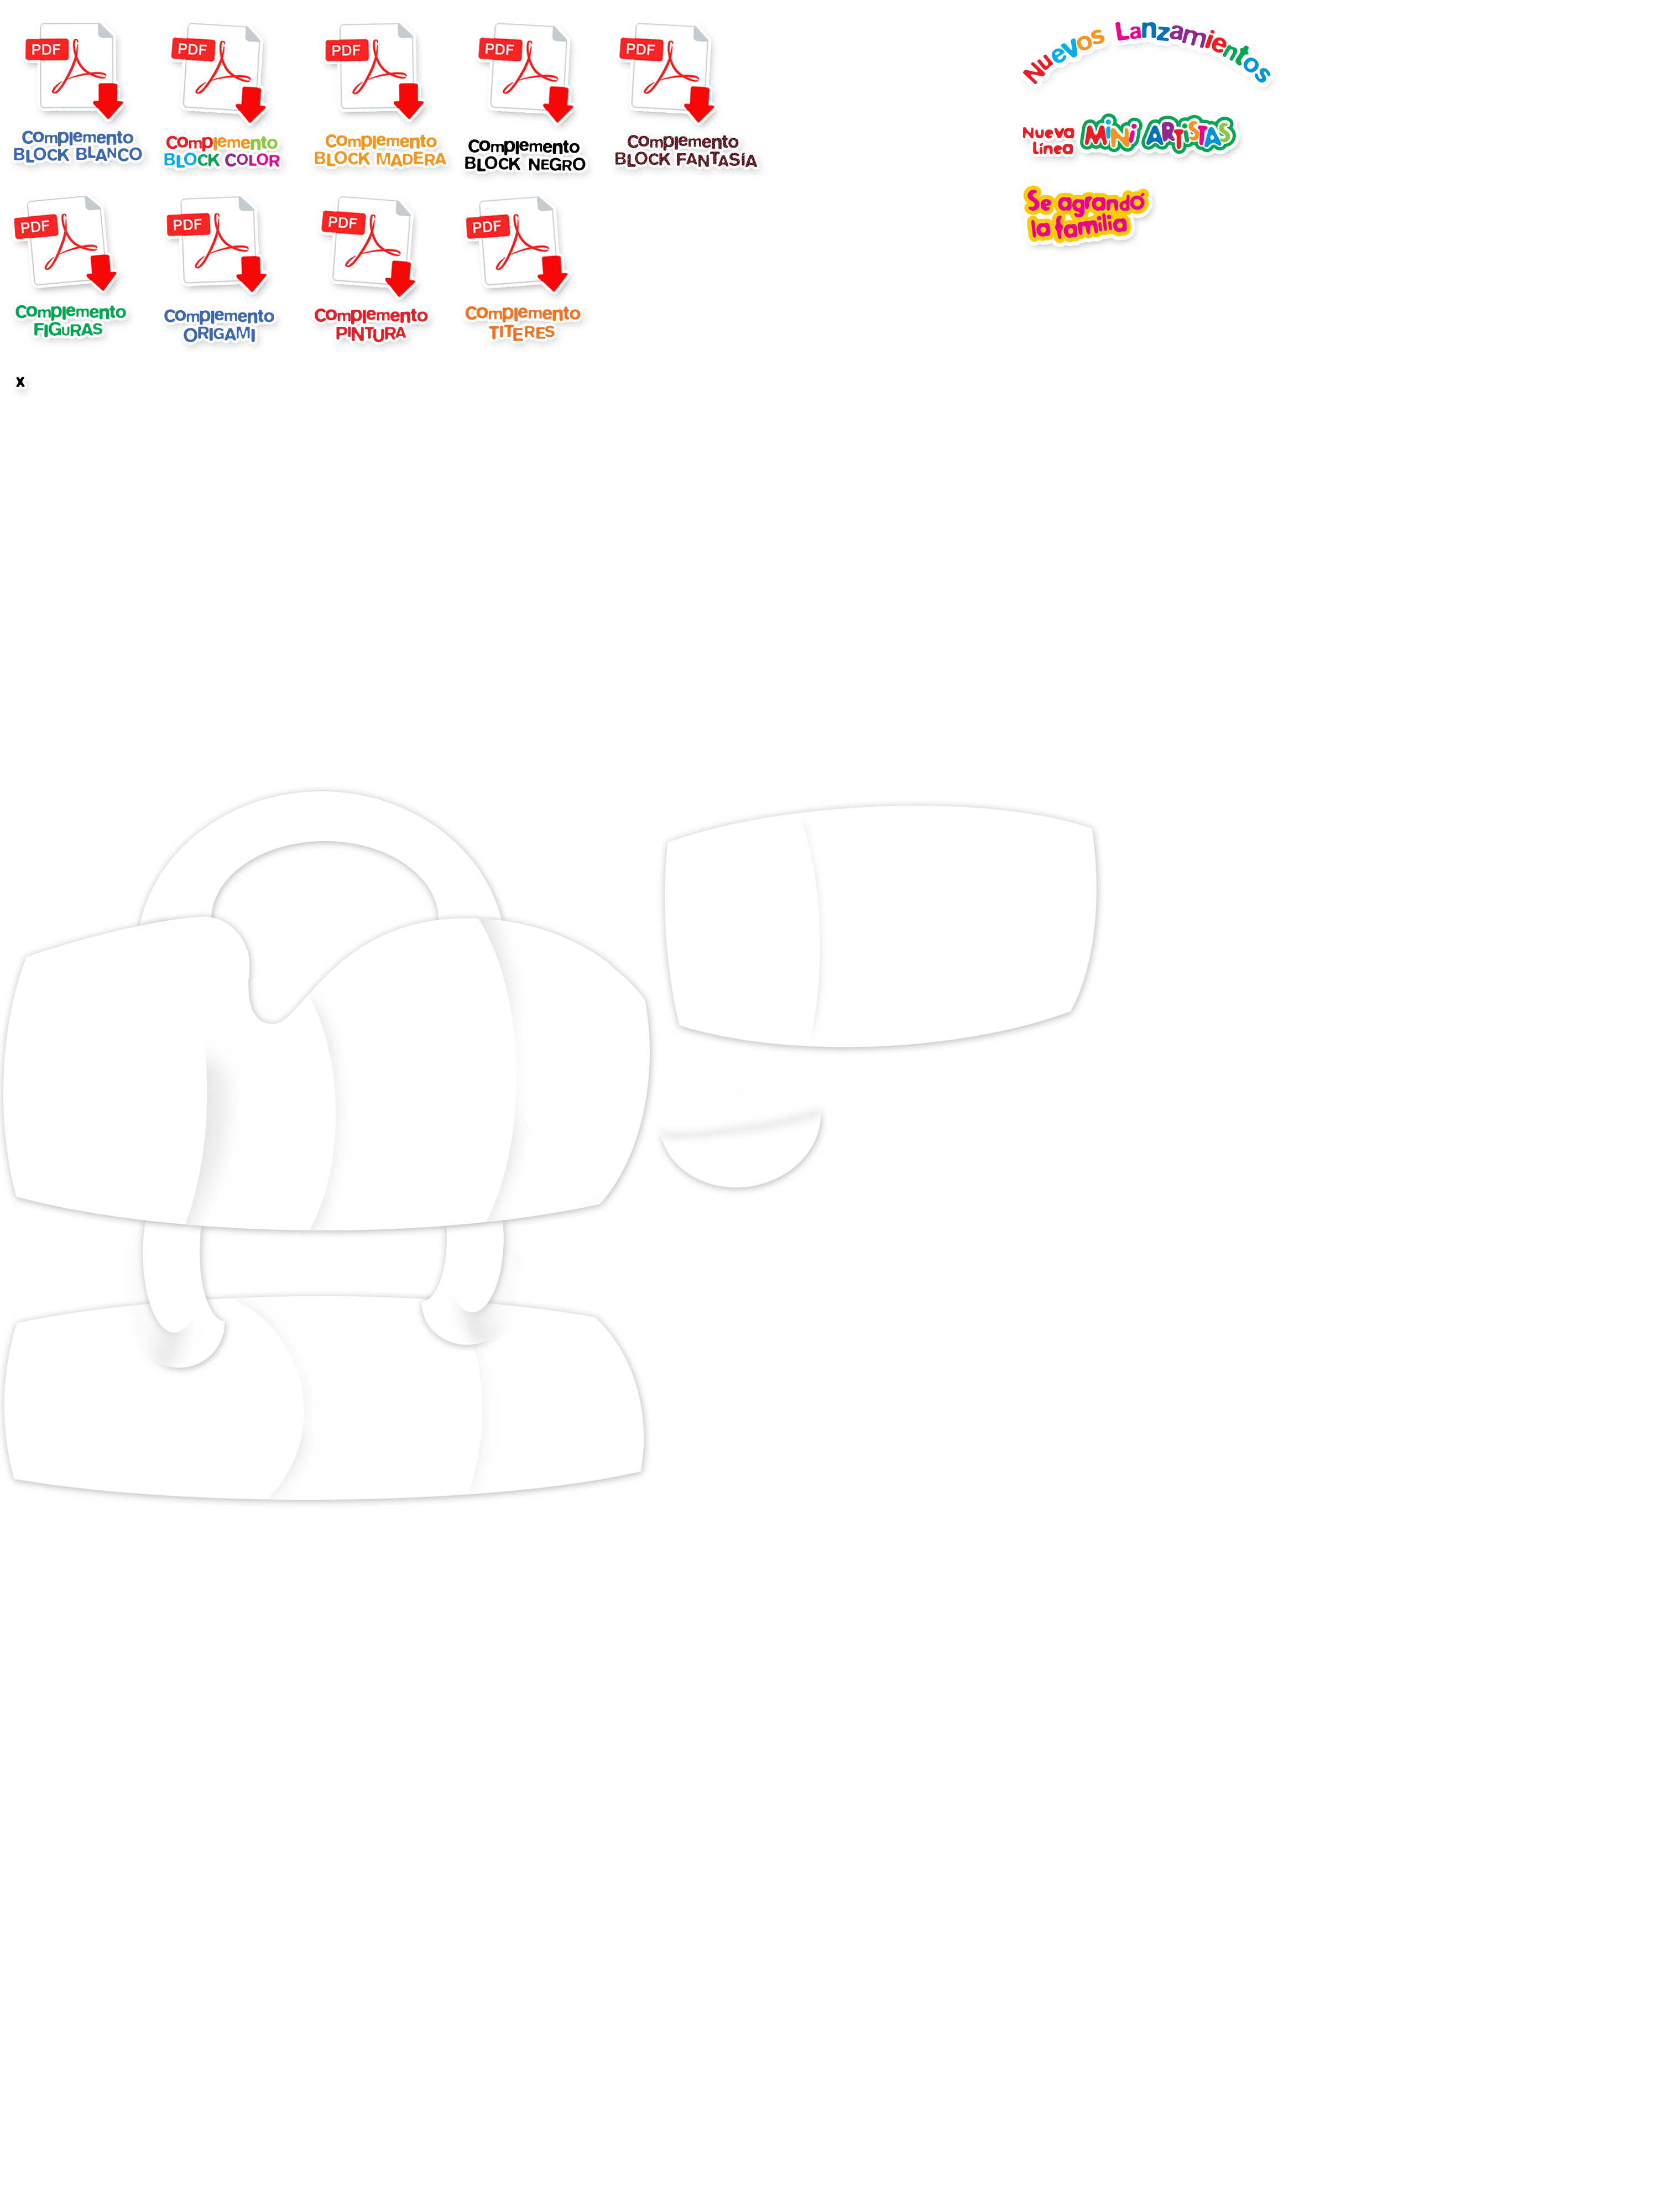 PDF
Complemento
BLOCK BLANCO
PDF
Complemento
BLOCK COLOR
PDF
Complemento
BLOCK MADERA
PDF
Complemento
BLOCK NEGRO
PDF
Complemento
BLOCK FANTASÍA
Nuevos Lanzamientos
Nueva
línea
MiNi ARTiSTAS
Se agrandó
la familia
PDF
Complemento
FIGURAS
PDF
Complemento
ORIGAMI
PDF
Complemento
PINTURA
PDF
Complemento
TITERES
x